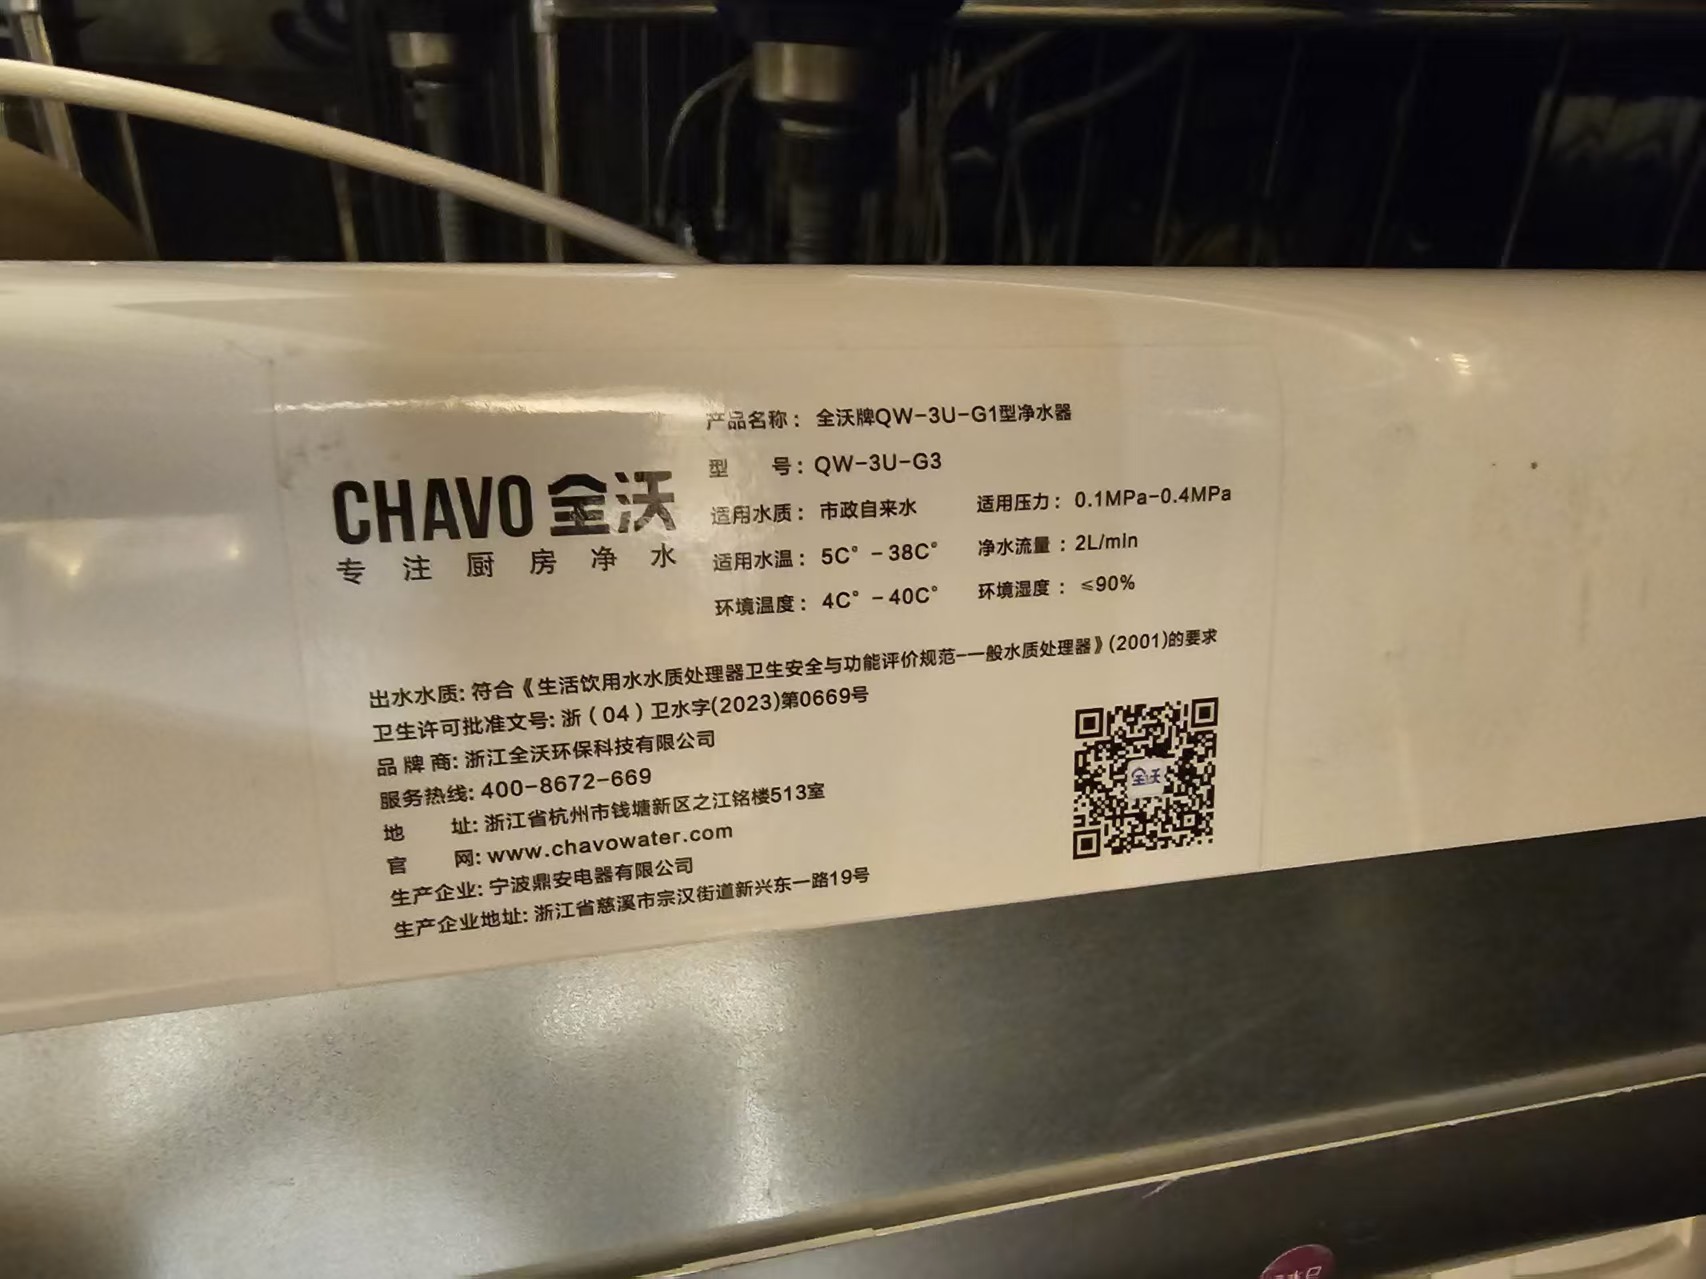 CHAVO 全沃
专注厨房净水
产品名称：全沃牌QW-3U-G1型净水器
型 号：QW-3U-G3
适用水质：市政自来水 适用压力：0.1MPa-0.4MPa
适用水温：5C°-38C° 净水流量：2L/min
环境温度：4C°-40C° 环境湿度：≤90%
出水水质:符合《生活饮用水水质处理器卫生安全与功能评价规范-一般水质处理器》(2001)的要求
卫生许可批准文号:浙（04）卫水字(2023)第0669号
品牌商:浙江全沃环保科技有限公司
服务热线:400-8672-669
地 址:浙江省杭州市钱塘新区之江铭楼513室
官 网:www.chavowater.com
生产企业:宁波鼎安电器有限公司
生产企业地址:浙江省慈溪市宗汉街道新兴东一路19号
全沃